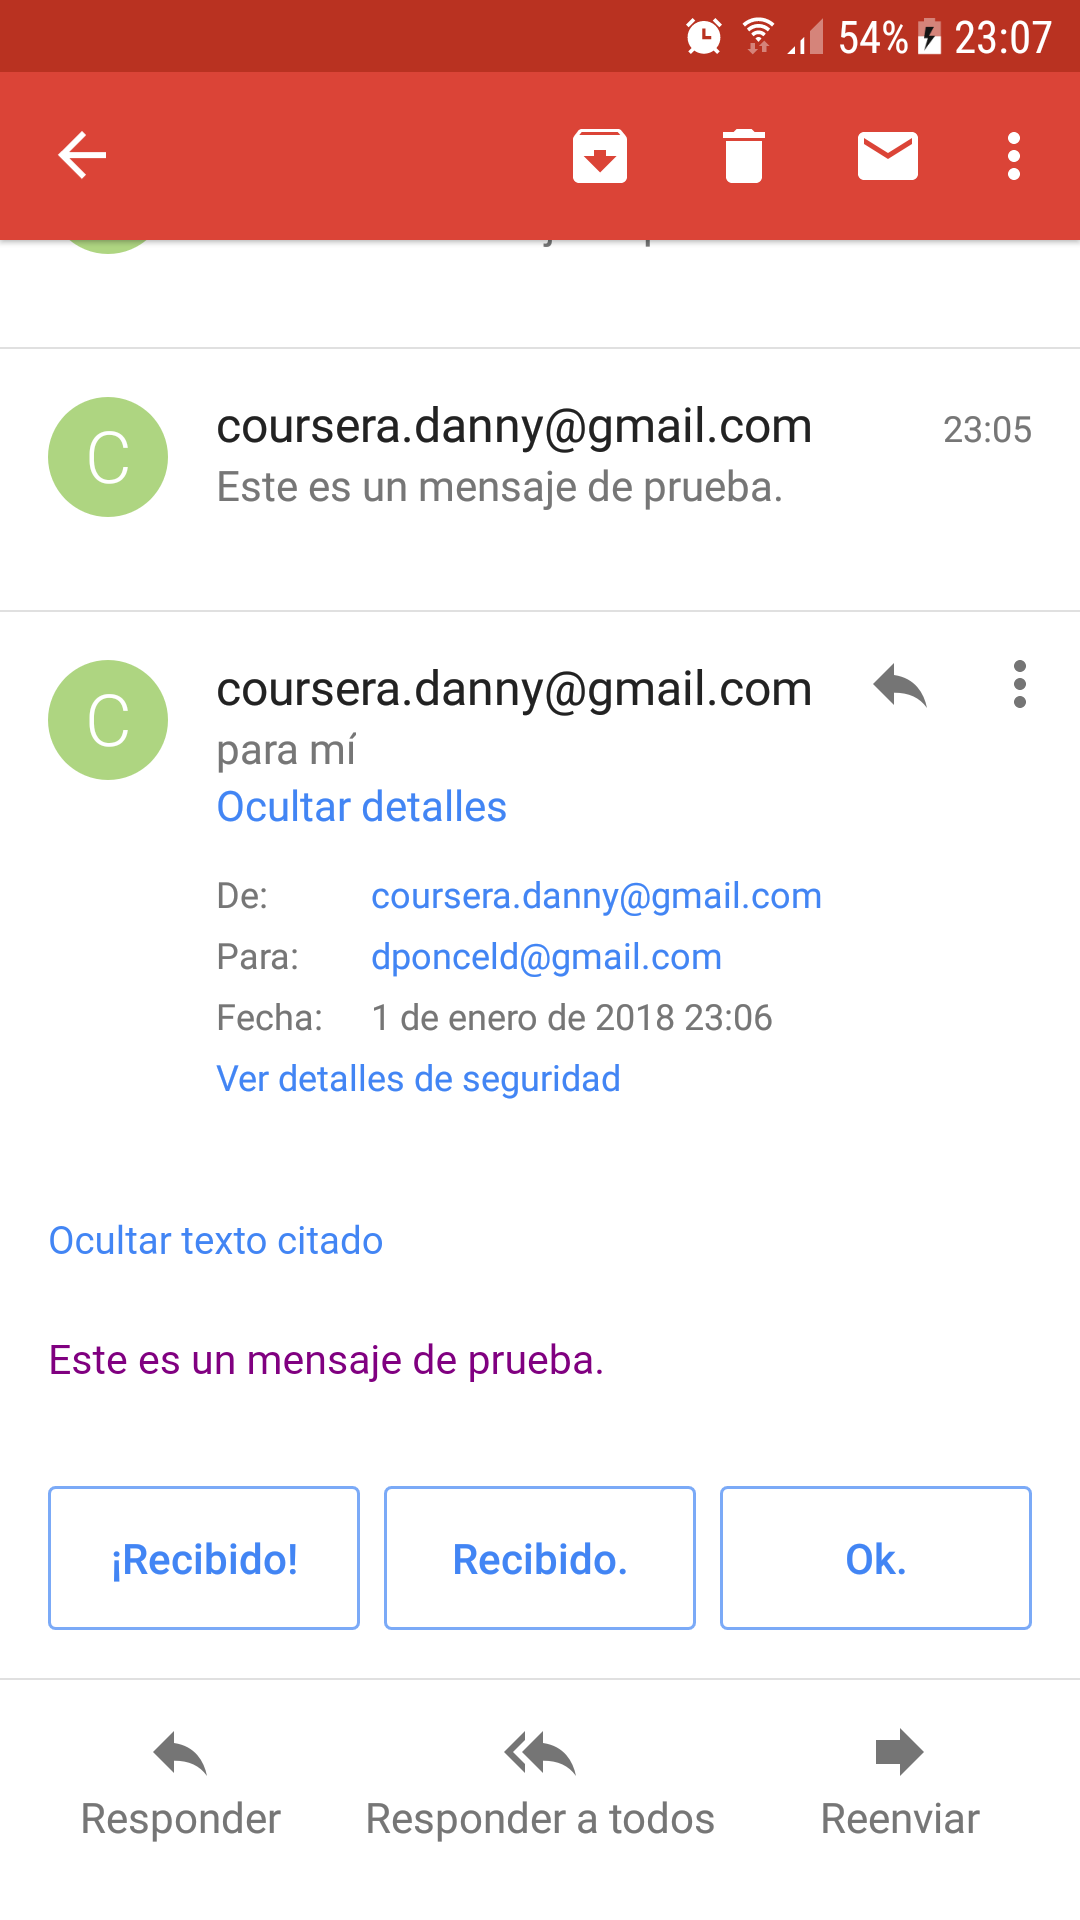 54% 23:07
C
coursera.danny@gmail.com 23:05
Este es un mensaje de prueba.
C
coursera.danny@gmail.com
para mí
Ocultar detalles
De: coursera.danny@gmail.com
Para: dponceld@gmail.com
Fecha: 1 de enero de 2018 23:06
Ver detalles de seguridad
Ocultar texto citado
Este es un mensaje de prueba.
¡Recibido! Recibido. Ok.
Responder Responder a todos Reenviar